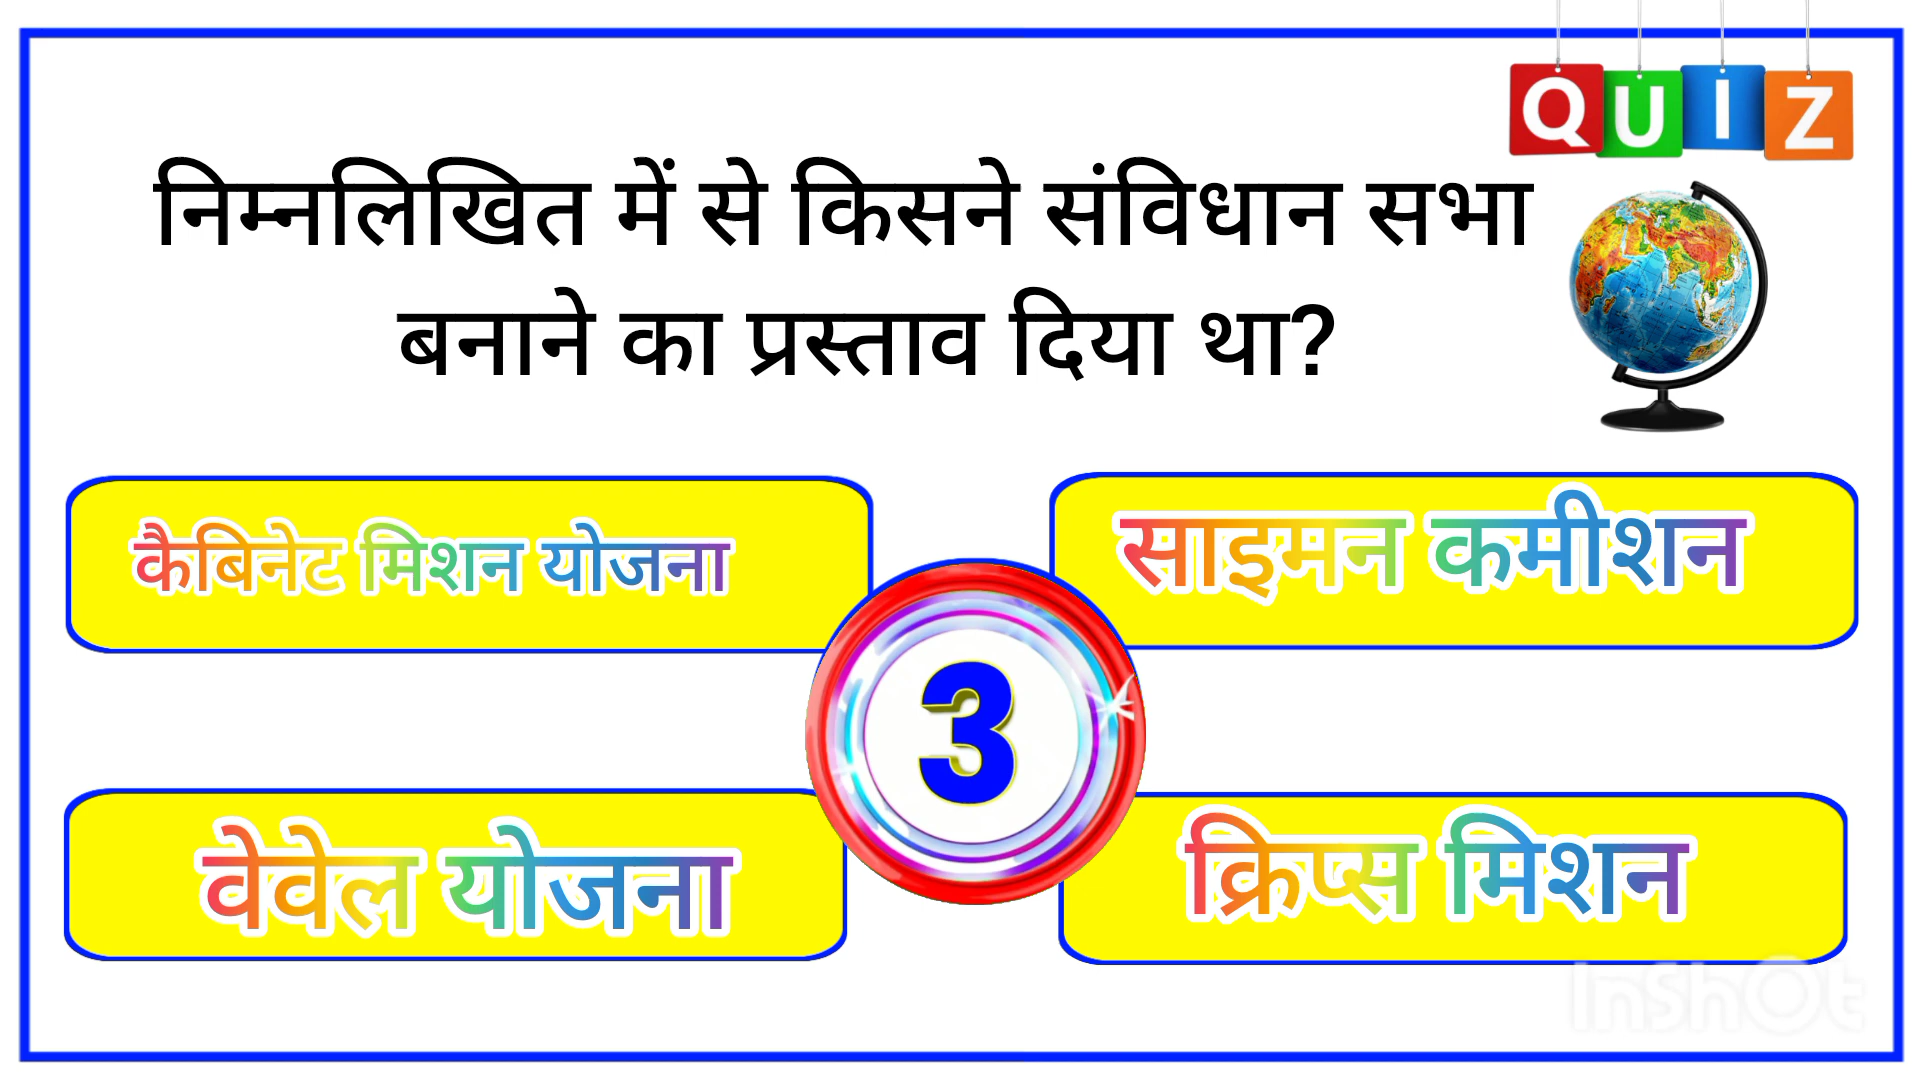 QUIZ
निम्नलिखित में से किसने संविधान सभा
बनाने का प्रस्ताव दिया था?
कैबिनेट मिशन योजना
साइमन कमीशन
3
वेवेल योजना
क्रिप्स मिशन
InShOt